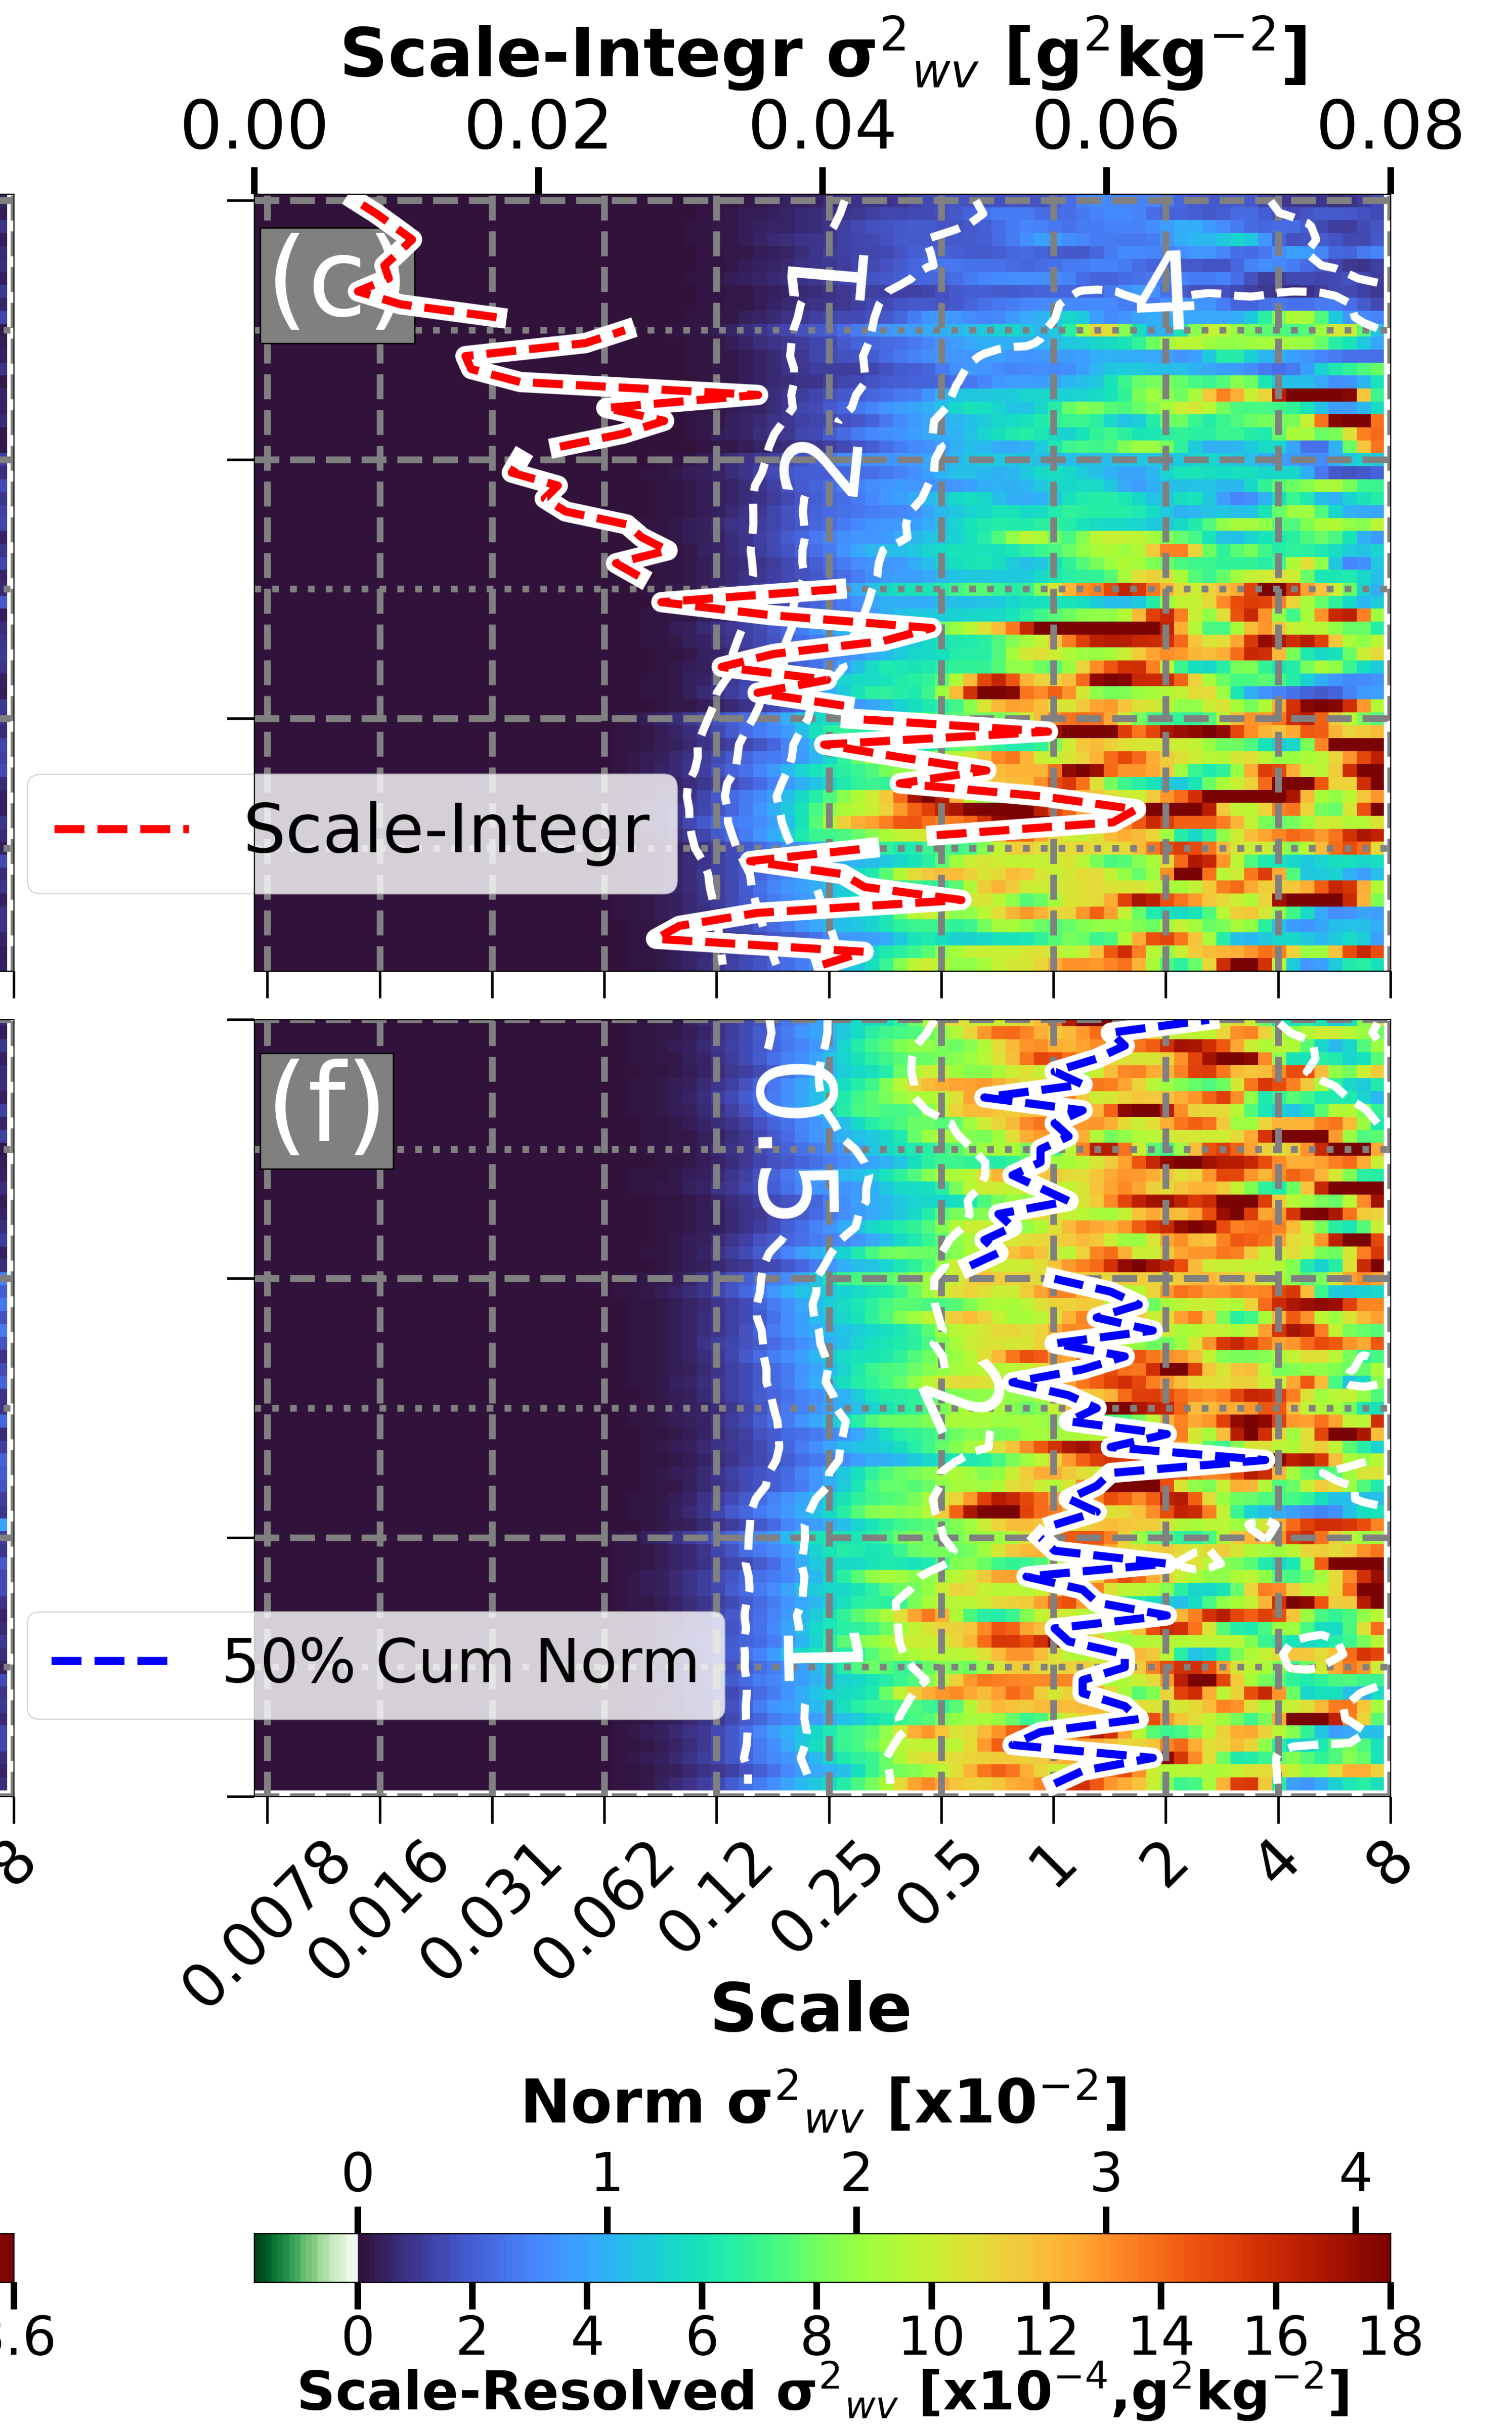 Scale-Integr σ²wv [g²kg⁻²]
0.00 0.02 0.04 0.06 0.08
(c)
1
4
2
Scale-Integr
(f)
0.5
2
1
50% Cum Norm
8 0.0078 0.016 0.031 0.062 0.12 0.25 0.5 1 2 4 8
Scale
Norm σ²wv [x10⁻²]
0 1 2 3 4
.6 0 2 4 6 8 10 12 14 16 18
Scale-Resolved σ²wv [x10⁻⁴,g²kg⁻²]